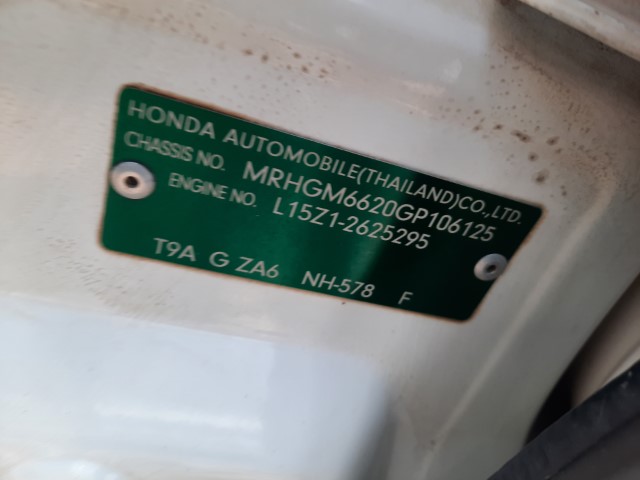 HONDA AUTOMOBILE(THAILAND)CO.,LTD.
CHASSIS NO. MRHGM6620GP106125
ENGINE NO. L15Z1-2625295
T9A G ZA6 NH-578 F